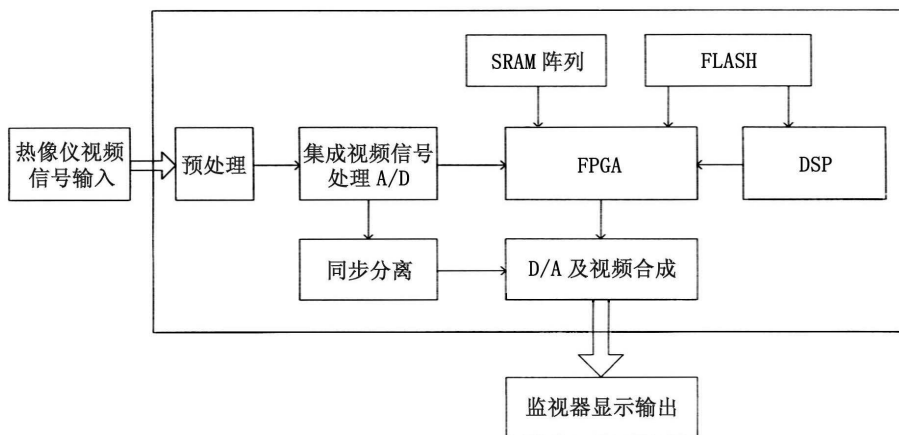 SRAM 阵列
FLASH
热像仪视频
信号输入
预处理
集成视频信号
处理 A/D
FPGA
DSP
同步分离
D/A 及视频合成
监视器显示输出